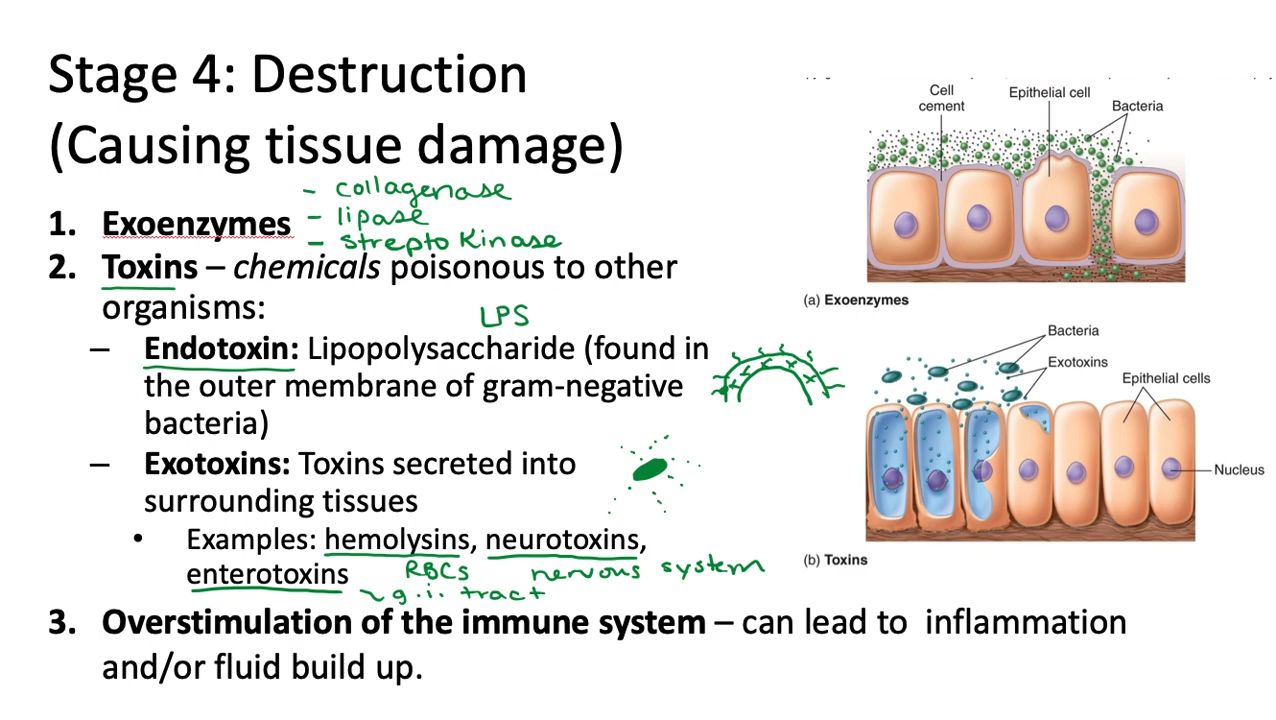 Stage 4: Destruction
(Causing tissue damage)
- collagenase
1. Exoenzymes - lipase
- Strepto Kinase
2. Toxins – chemicals poisonous to other
organisms:
LPS
– Endotoxin: Lipopolysaccharide (found in
the outer membrane of gram-negative
bacteria)
– Exotoxins: Toxins secreted into
surrounding tissues
• Examples: hemolysins, neurotoxins,
enterotoxins RBCs nervous system
~ g.i. tract
3. Overstimulation of the immune system – can lead to inflammation
and/or fluid build up.
Cell
cement
Epithelial cell
Bacteria
(a) Exoenzymes
Bacteria
Exotoxins
Epithelial cells
Nucleus
(b) Toxins